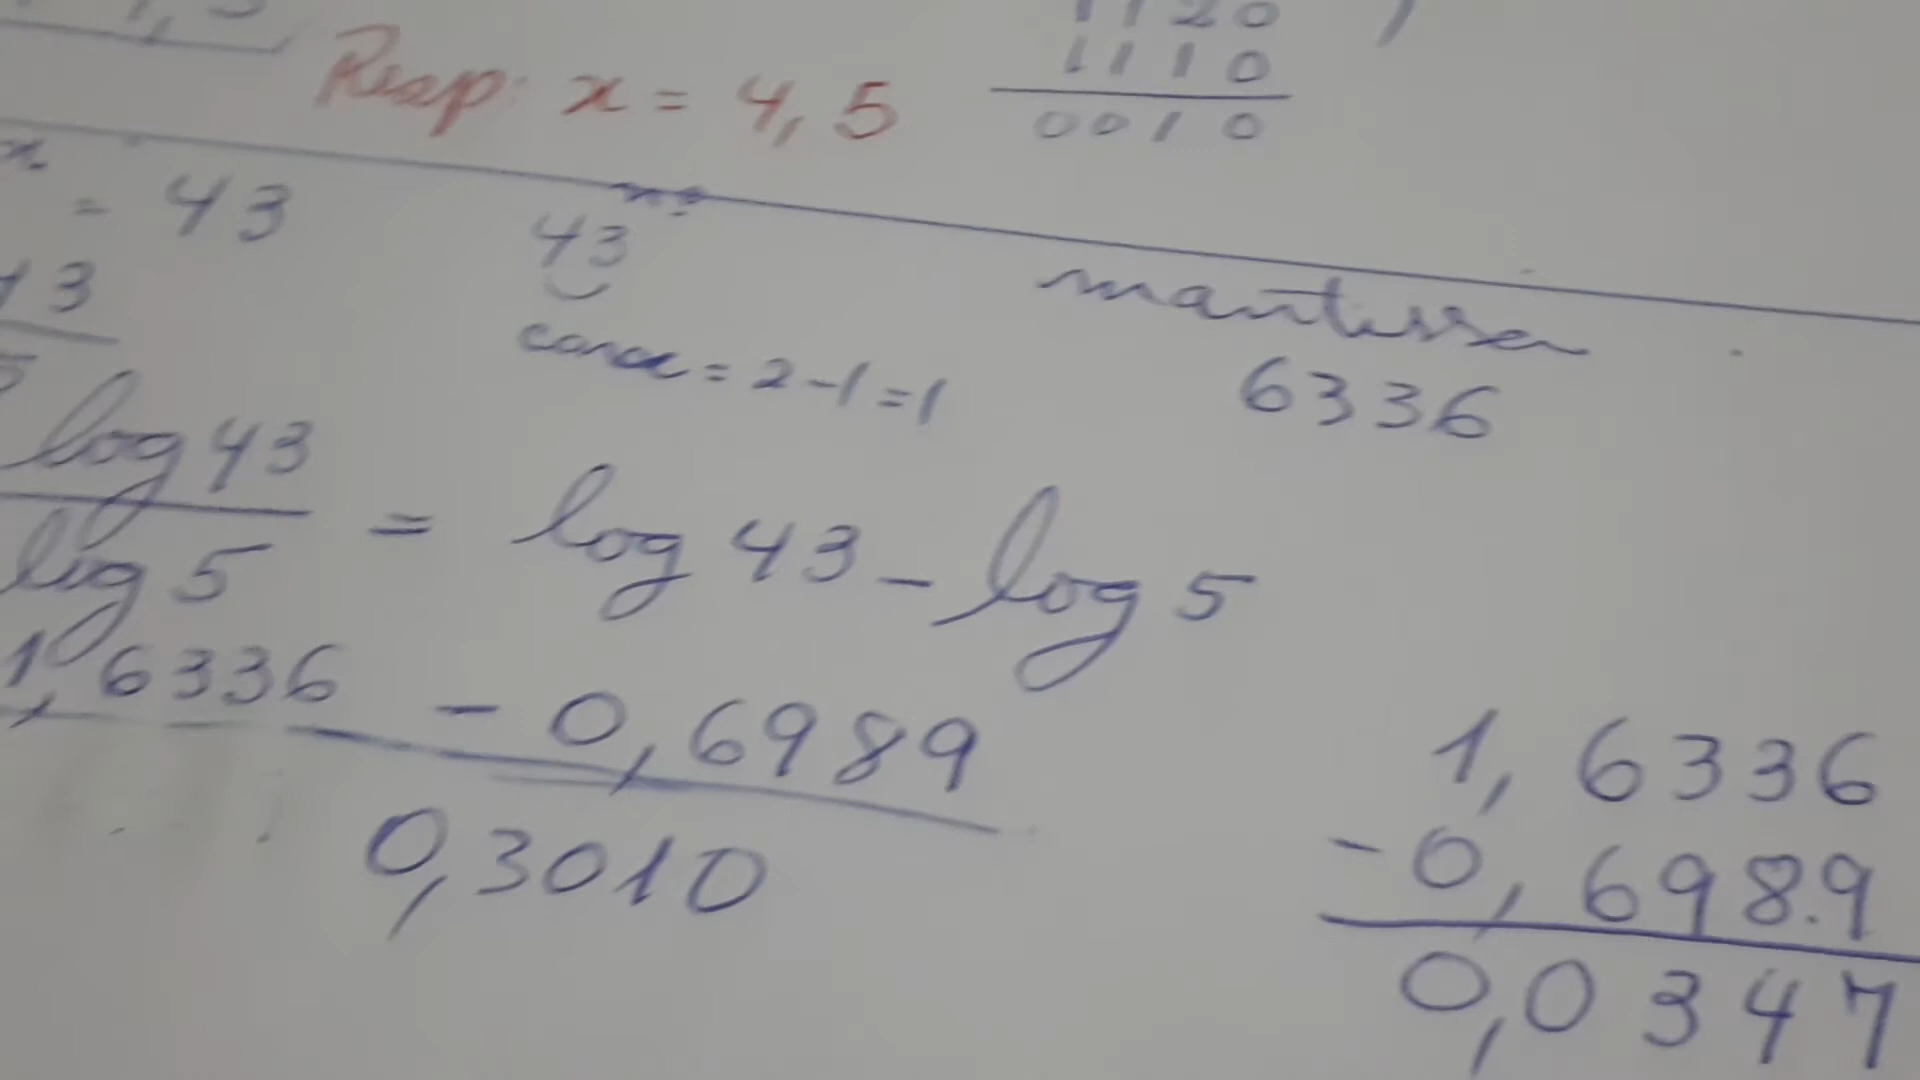 1120
1110
0010
Resp: x = 4,5
x = 43
43
carac = 2-1=1
mantissa
6336
log 43 / log 5 = log 43 - log 5
1,6336 - 0,6989
0,3010
1,6336
-0,6989
0,0347